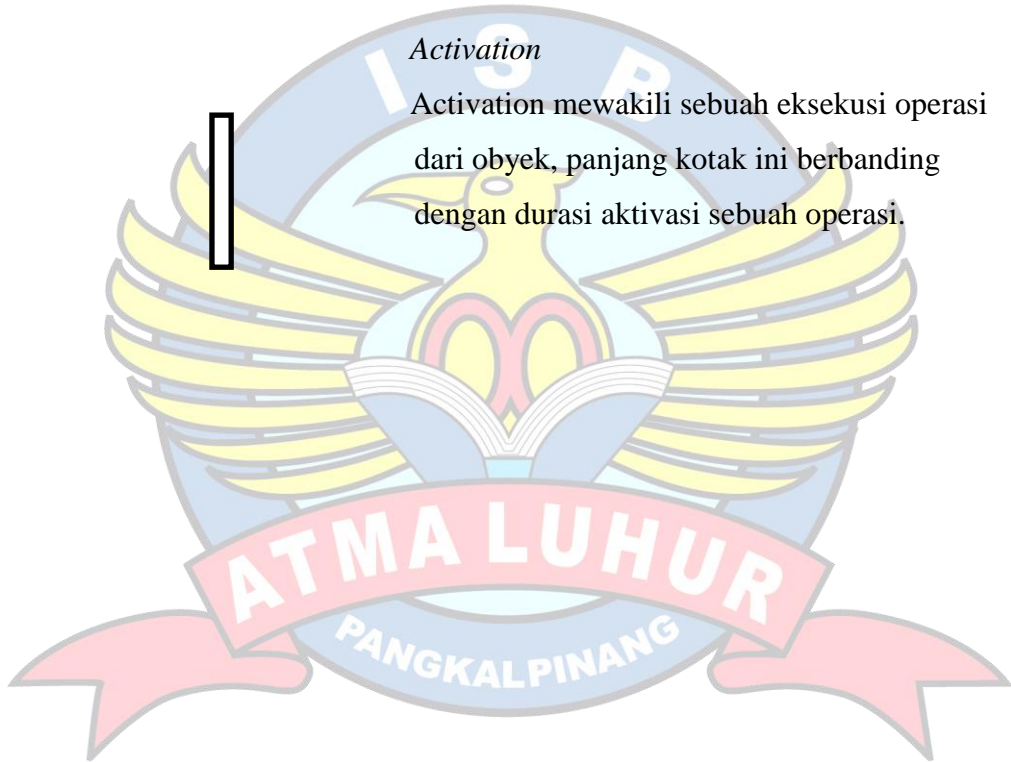 Activation
Activation mewakili sebuah eksekusi operasi
dari obyek, panjang kotak ini berbanding
dengan durasi aktivasi sebuah operasi.
I S B
ATMA LUHUR
PANGKALPINANG